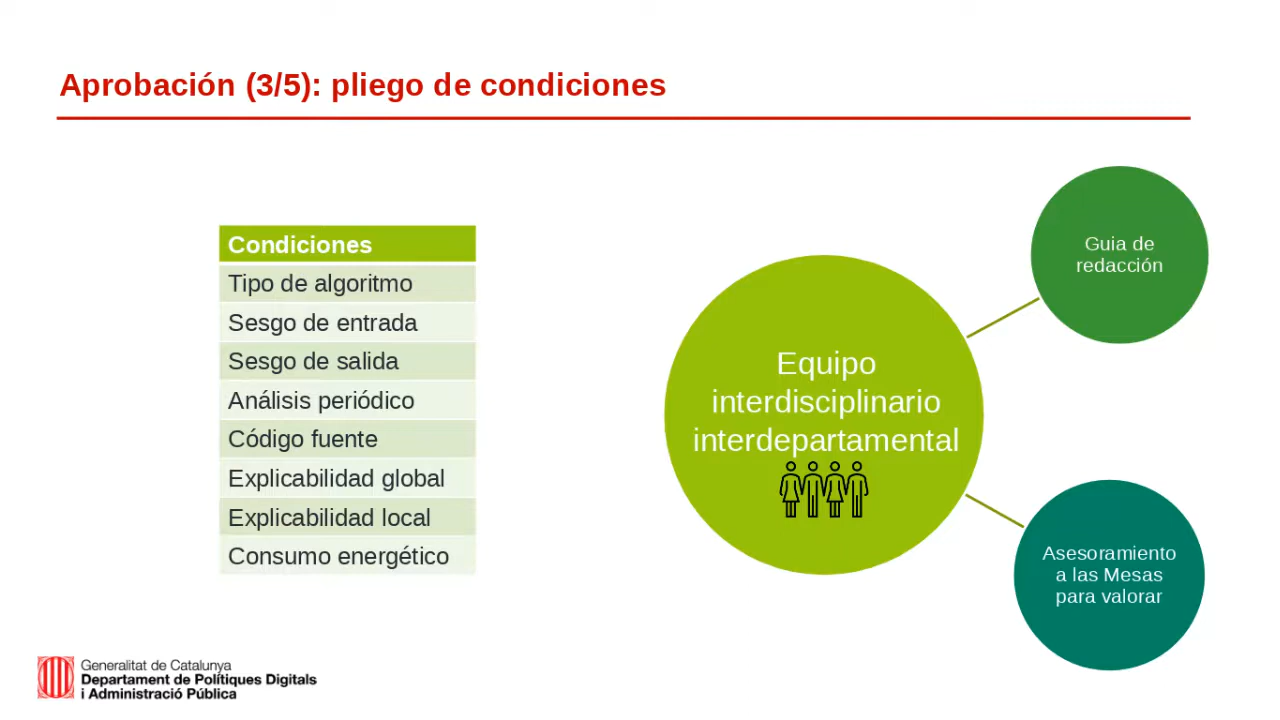 Aprobación (3/5): pliego de condiciones
Condiciones
Tipo de algoritmo
Sesgo de entrada
Sesgo de salida
Análisis periódico
Código fuente
Explicabilidad global
Explicabilidad local
Consumo energético
Equipo
interdisciplinario
interdepartamental
Guia de
redacción
Asesoramiento
a las Mesas
para valorar
Generalitat de Catalunya
Departament de Polítiques Digitals
i Administració Pública